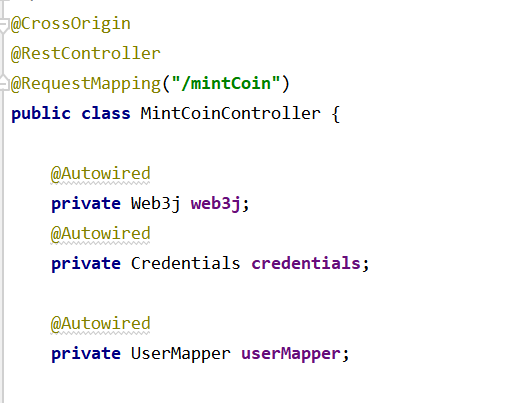 @CrossOrigin
@RestController
@RequestMapping("/mintCoin")
public class MintCoinController {
@Autowired
private Web3j web3j;
@Autowired
private Credentials credentials;
@Autowired
private UserMapper userMapper;